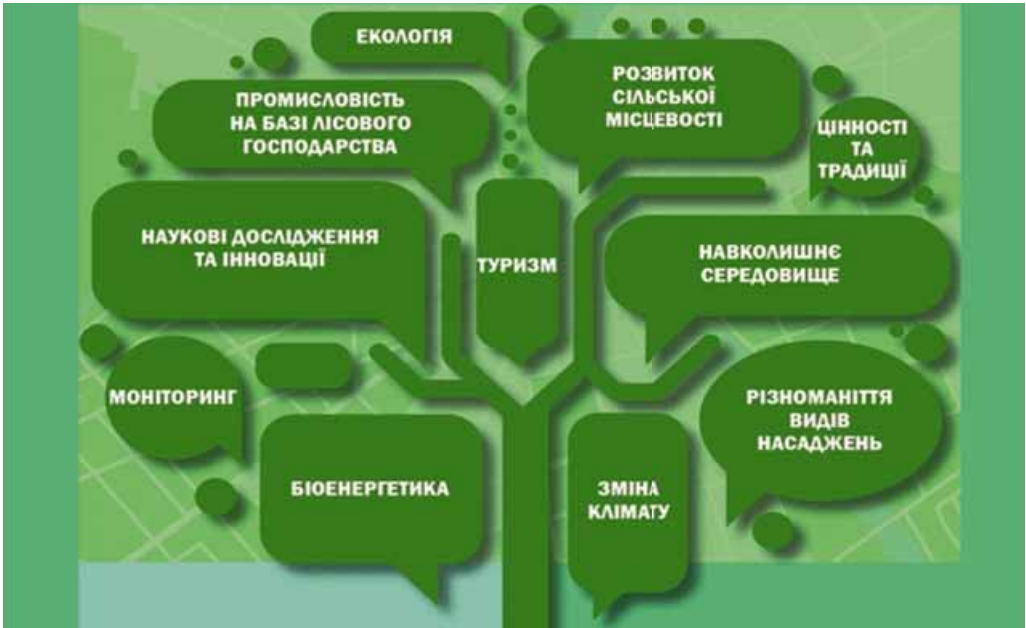 ЕКОЛОГІЯ
РОЗВИТОК
СІЛЬСЬКОЇ
МІСЦЕВОСТІ
ПРОМИСЛОВІСТЬ
НА БАЗІ ЛІСОВОГО
ГОСПОДАРСТВА
ЦІННОСТІ
ТА
ТРАДИЦІЇ
НАУКОВІ ДОСЛІДЖЕННЯ
ТА ІННОВАЦІЇ
ТУРИЗМ
НАВКОЛИШНЄ
СЕРЕДОВИЩЕ
МОНІТОРИНГ
РІЗНОМАНІТТЯ
ВИДІВ
НАСАДЖЕНЬ
БІОЕНЕРГЕТИКА
ЗМІНА
КЛІМАТУ